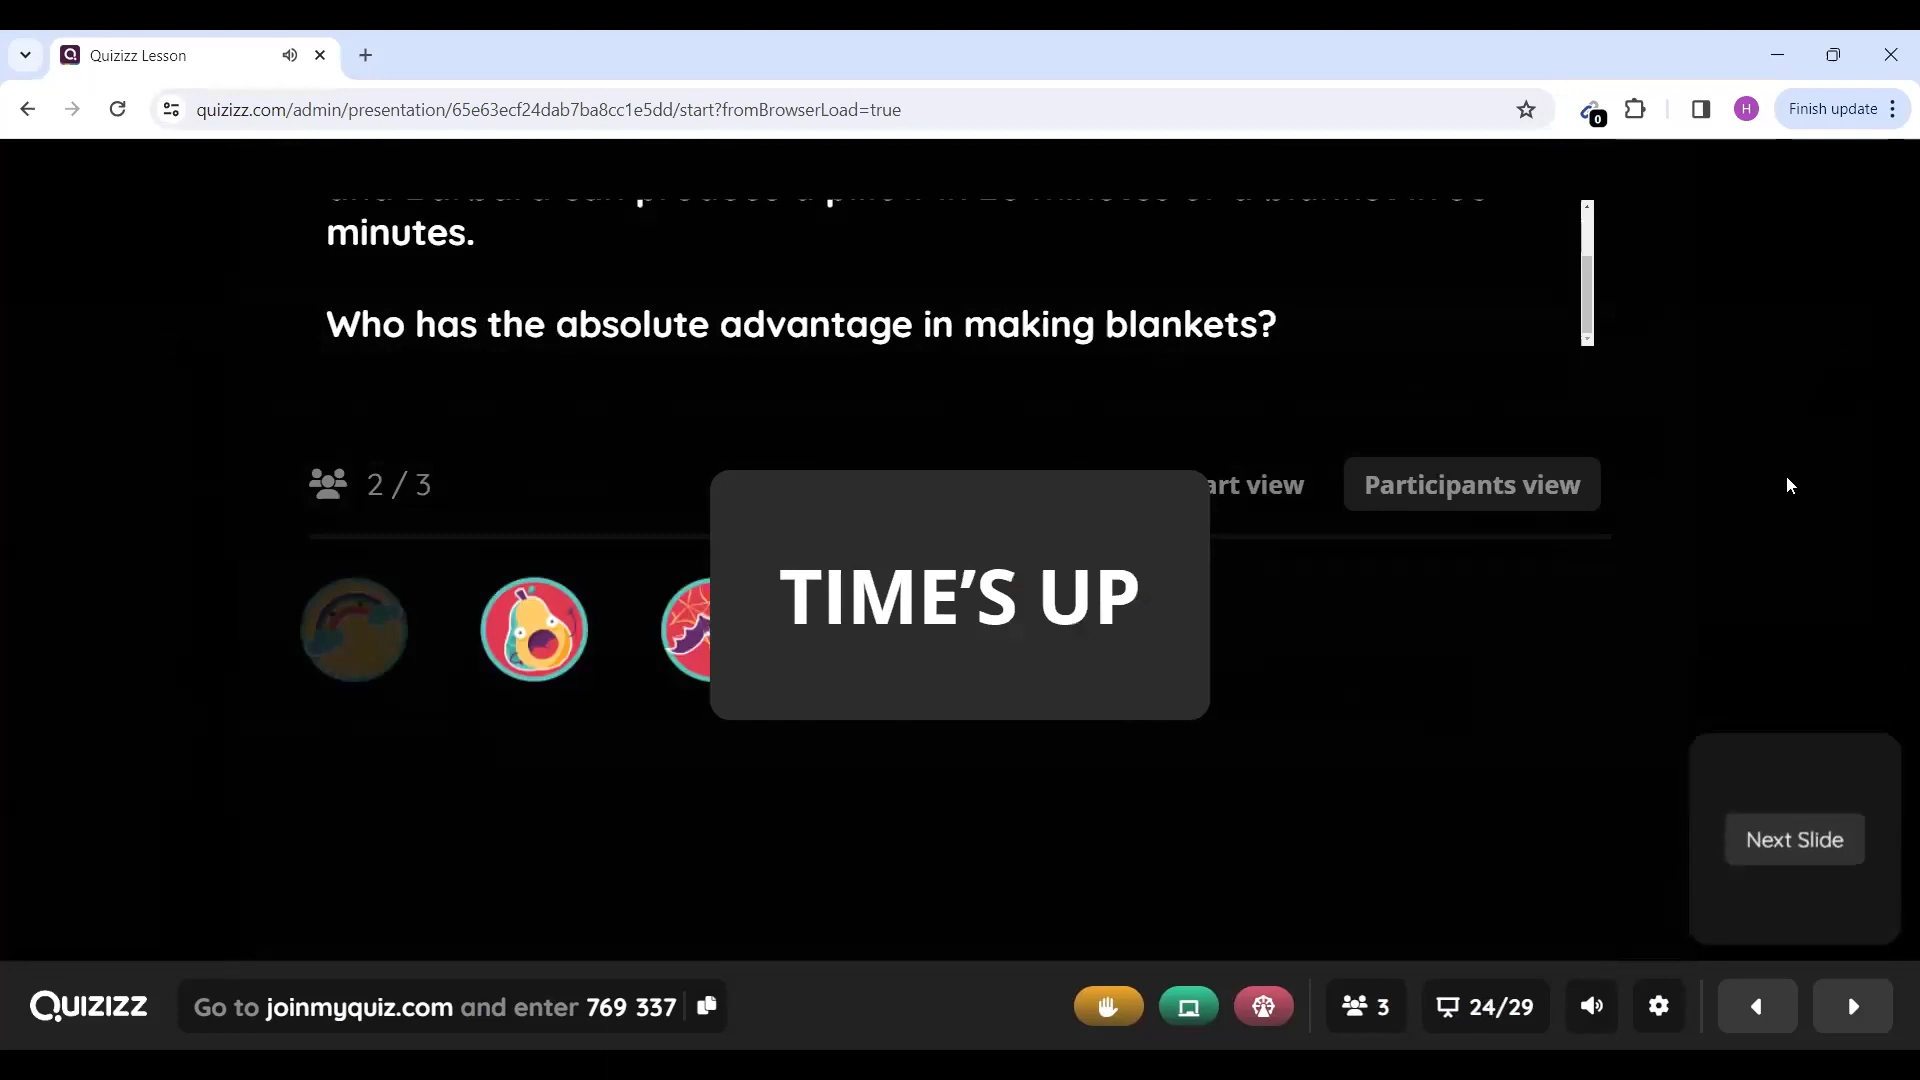 Quizizz Lesson
quizizz.com/admin/presentation/65e63ecf24dab7ba8cc1e5dd/start?fromBrowserLoad=true
0
H
Finish update
minutes.
Who has the absolute advantage in making blankets?
2 / 3
view
Participants view
TIME'S UP
Next Slide
QUIZIZZ
Go to joinmyquiz.com and enter 769 337
3
24/29